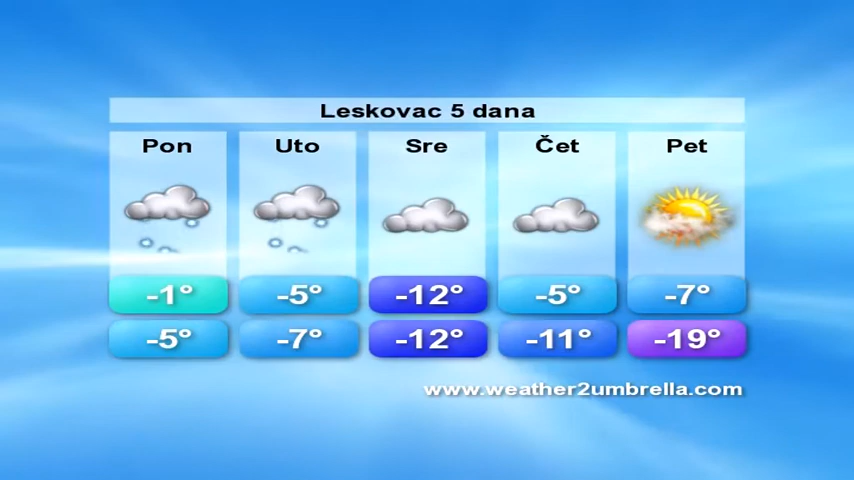 Leskovac 5 dana
Pon Uto Sre Čet Pet
-1° -5° -12° -5° -7°
-5° -7° -12° -11° -19°
www.weather2umbrella.com